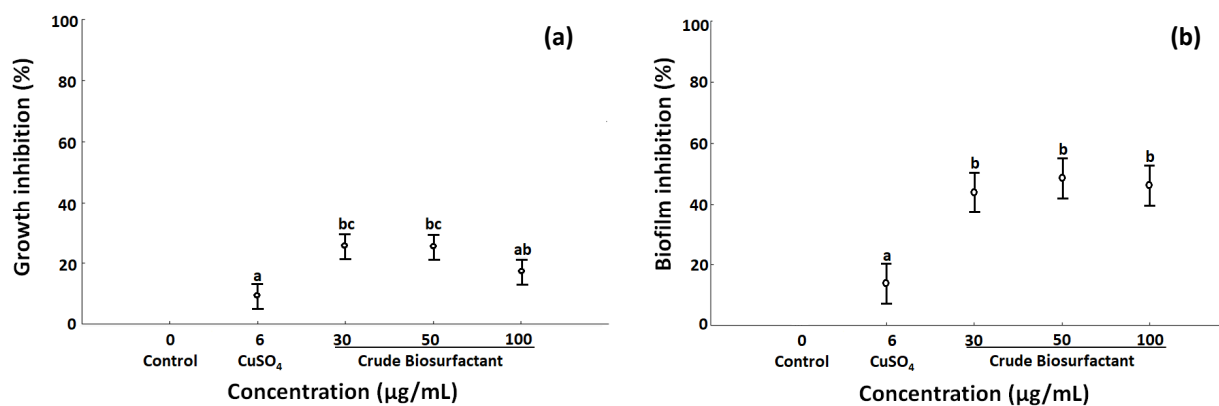 (a)
Growth inhibition (%)
100
80
60
40
20
0
a
bc
bc
ab
0 6 30 50 100
Control CuSO₄ Crude Biosurfactant
Concentration (µg/mL)
(b)
Biofilm inhibition (%)
100
80
60
40
20
0
a
b
b
b
0 6 30 50 100
Control CuSO₄ Crude Biosurfactant
Concentration (µg/mL)